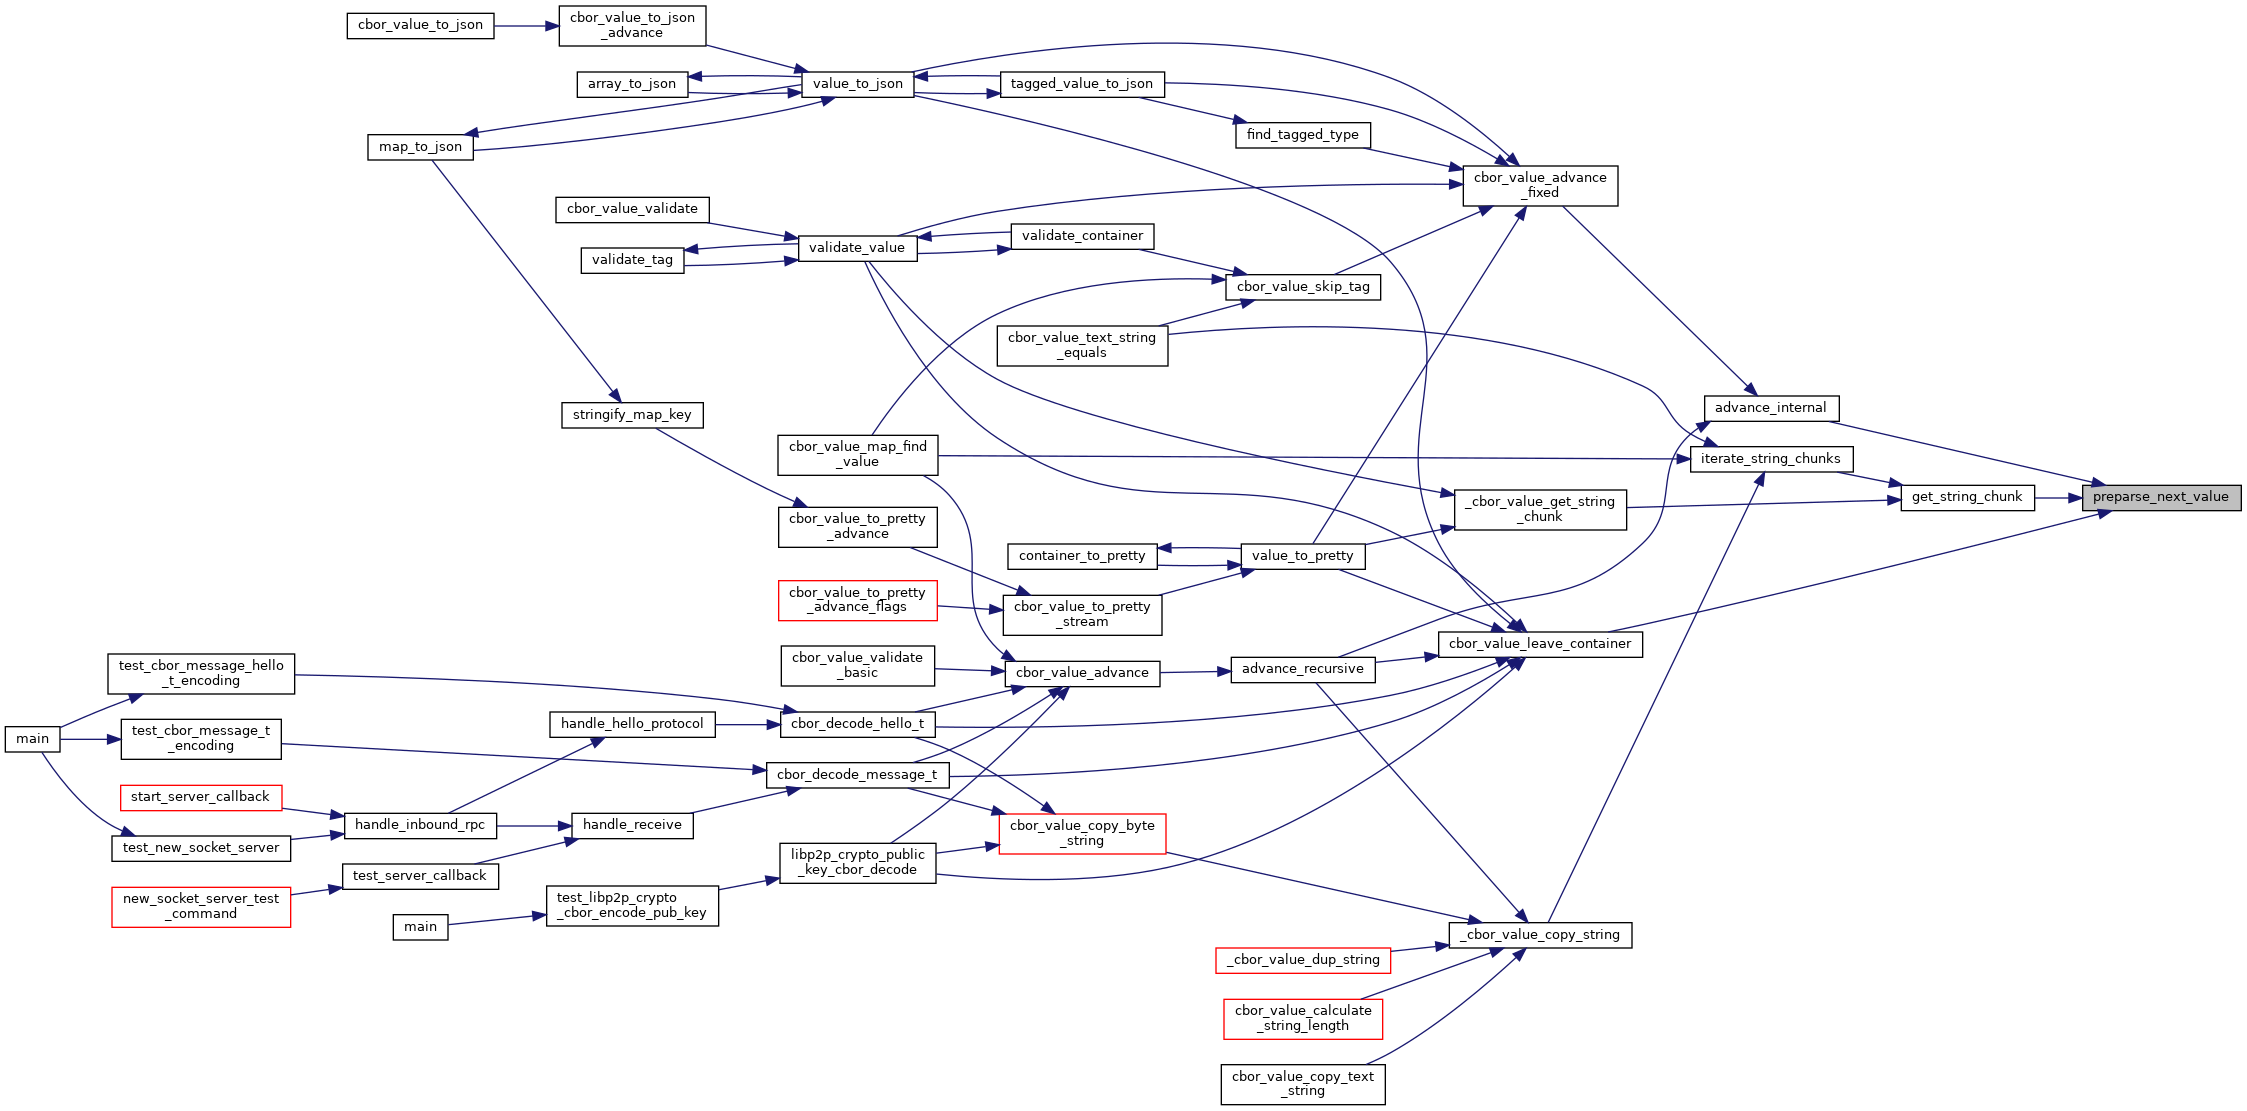 cbor_value_to_json
cbor_value_to_json
_advance
array_to_json
value_to_json
tagged_value_to_json
find_tagged_type
map_to_json
cbor_value_advance
_fixed
cbor_value_validate
validate_value
validate_container
validate_tag
cbor_value_skip_tag
cbor_value_text_string
_equals
stringify_map_key
advance_internal
cbor_value_map_find
_value
iterate_string_chunks
get_string_chunk
preparse_next_value
_cbor_value_get_string
_chunk
cbor_value_to_pretty
_advance
container_to_pretty
value_to_pretty
cbor_value_to_pretty
_advance_flags
cbor_value_to_pretty
_stream
cbor_value_leave_container
test_cbor_message_hello
_t_encoding
cbor_value_validate
_basic
cbor_value_advance
advance_recursive
main
test_cbor_message_t
_encoding
handle_hello_protocol
cbor_decode_hello_t
cbor_decode_message_t
start_server_callback
handle_inbound_rpc
handle_receive
cbor_value_copy_byte
_string
test_new_socket_server
libp2p_crypto_public
_key_cbor_decode
test_server_callback
new_socket_server_test
_command
test_libp2p_crypto
_cbor_encode_pub_key
main
_cbor_value_copy_string
_cbor_value_dup_string
cbor_value_calculate
_string_length
cbor_value_copy_text
_string